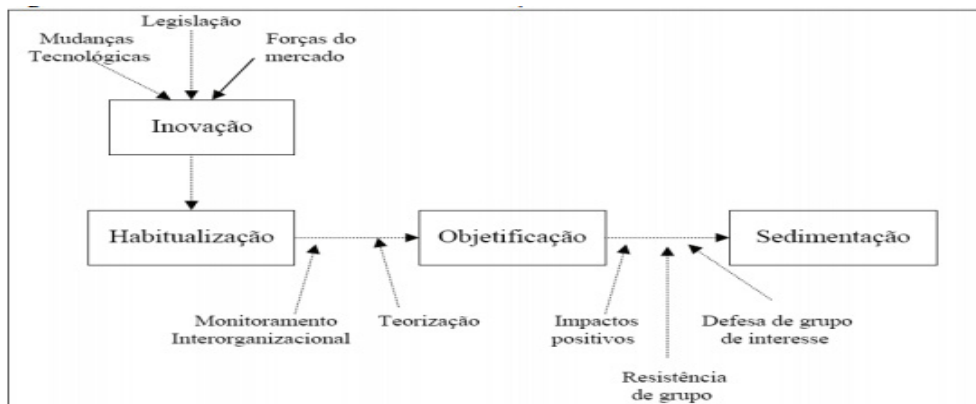 Legislação
Mudanças
Tecnológicas
Forças do
mercado
Inovação
Habitualização
Objetificação
Sedimentação
Monitoramento
Interorganizacional
Teorização
Impactos
positivos
Defesa de grupo
de interesse
Resistência
de grupo